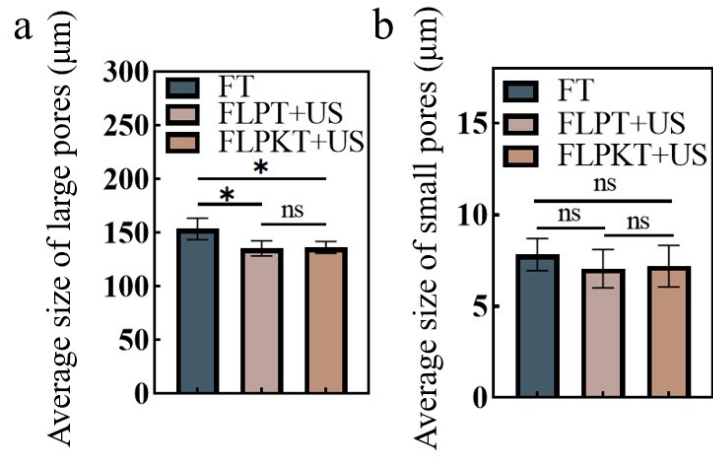 a
Average size of large pores (μm)
300
250
200
150
100
50
0
FT
FLPT+US
FLPKT+US
*
*
ns
b
Average size of small pores (μm)
15
10
5
0
FT
FLPT+US
FLPKT+US
ns
ns
ns